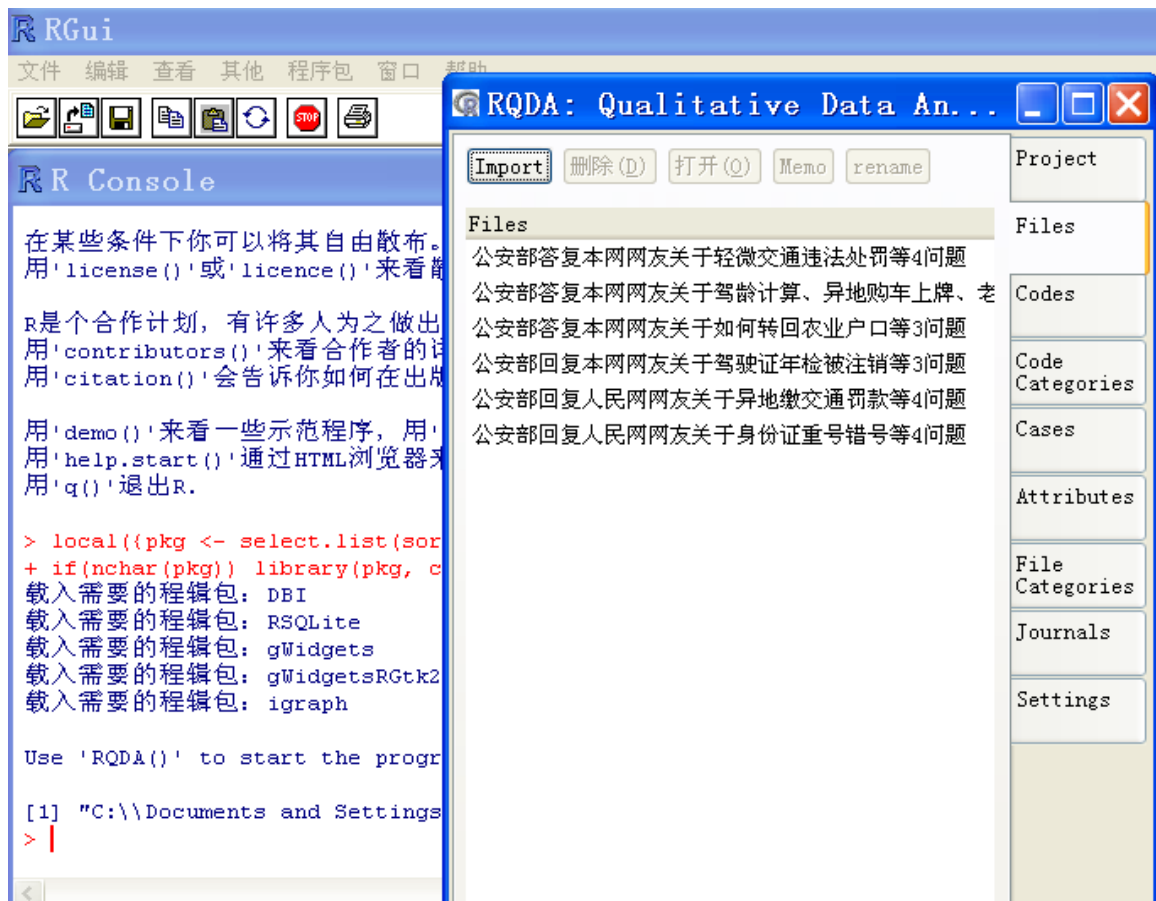 RGui
文件 编辑 查看 其他 程序包 窗口 帮助
R Console
在某些条件下你可以将其自由散布。
用'license()'或'licence()'来看散
R是个合作计划，有许多人为之做出
用'contributors()'来看合作者的详
用'citation()'会告诉你如何在出版
用'demo()'来看一些示范程序，用'
用'help.start()'通过HTML浏览器来
用'q()'退出R.
> local({pkg <- select.list(sor
+ if(nchar(pkg)) library(pkg, c
载入需要的程辑包：DBI
载入需要的程辑包：RSQLite
载入需要的程辑包：gWidgets
载入需要的程辑包：gWidgetsRGtk2
载入需要的程辑包：igraph
Use 'RQDA()' to start the progr
[1] "C:\\Documents and Settings
>
RQDA: Qualitative Data An...
Import 删除(D) 打开(O) Memo rename
Files
公安部答复本网网友关于轻微交通违法处罚等4问题
公安部答复本网网友关于驾龄计算、异地购车上牌、老
公安部答复本网网友关于如何转回农业户口等3问题
公安部回复本网网友关于驾驶证年检被注销等3问题
公安部回复人民网网友关于异地缴交通罚款等4问题
公安部回复人民网网友关于身份证重号错号等4问题
Project
Files
Codes
Code
Categories
Cases
Attributes
File
Categories
Journals
Settings
STOP